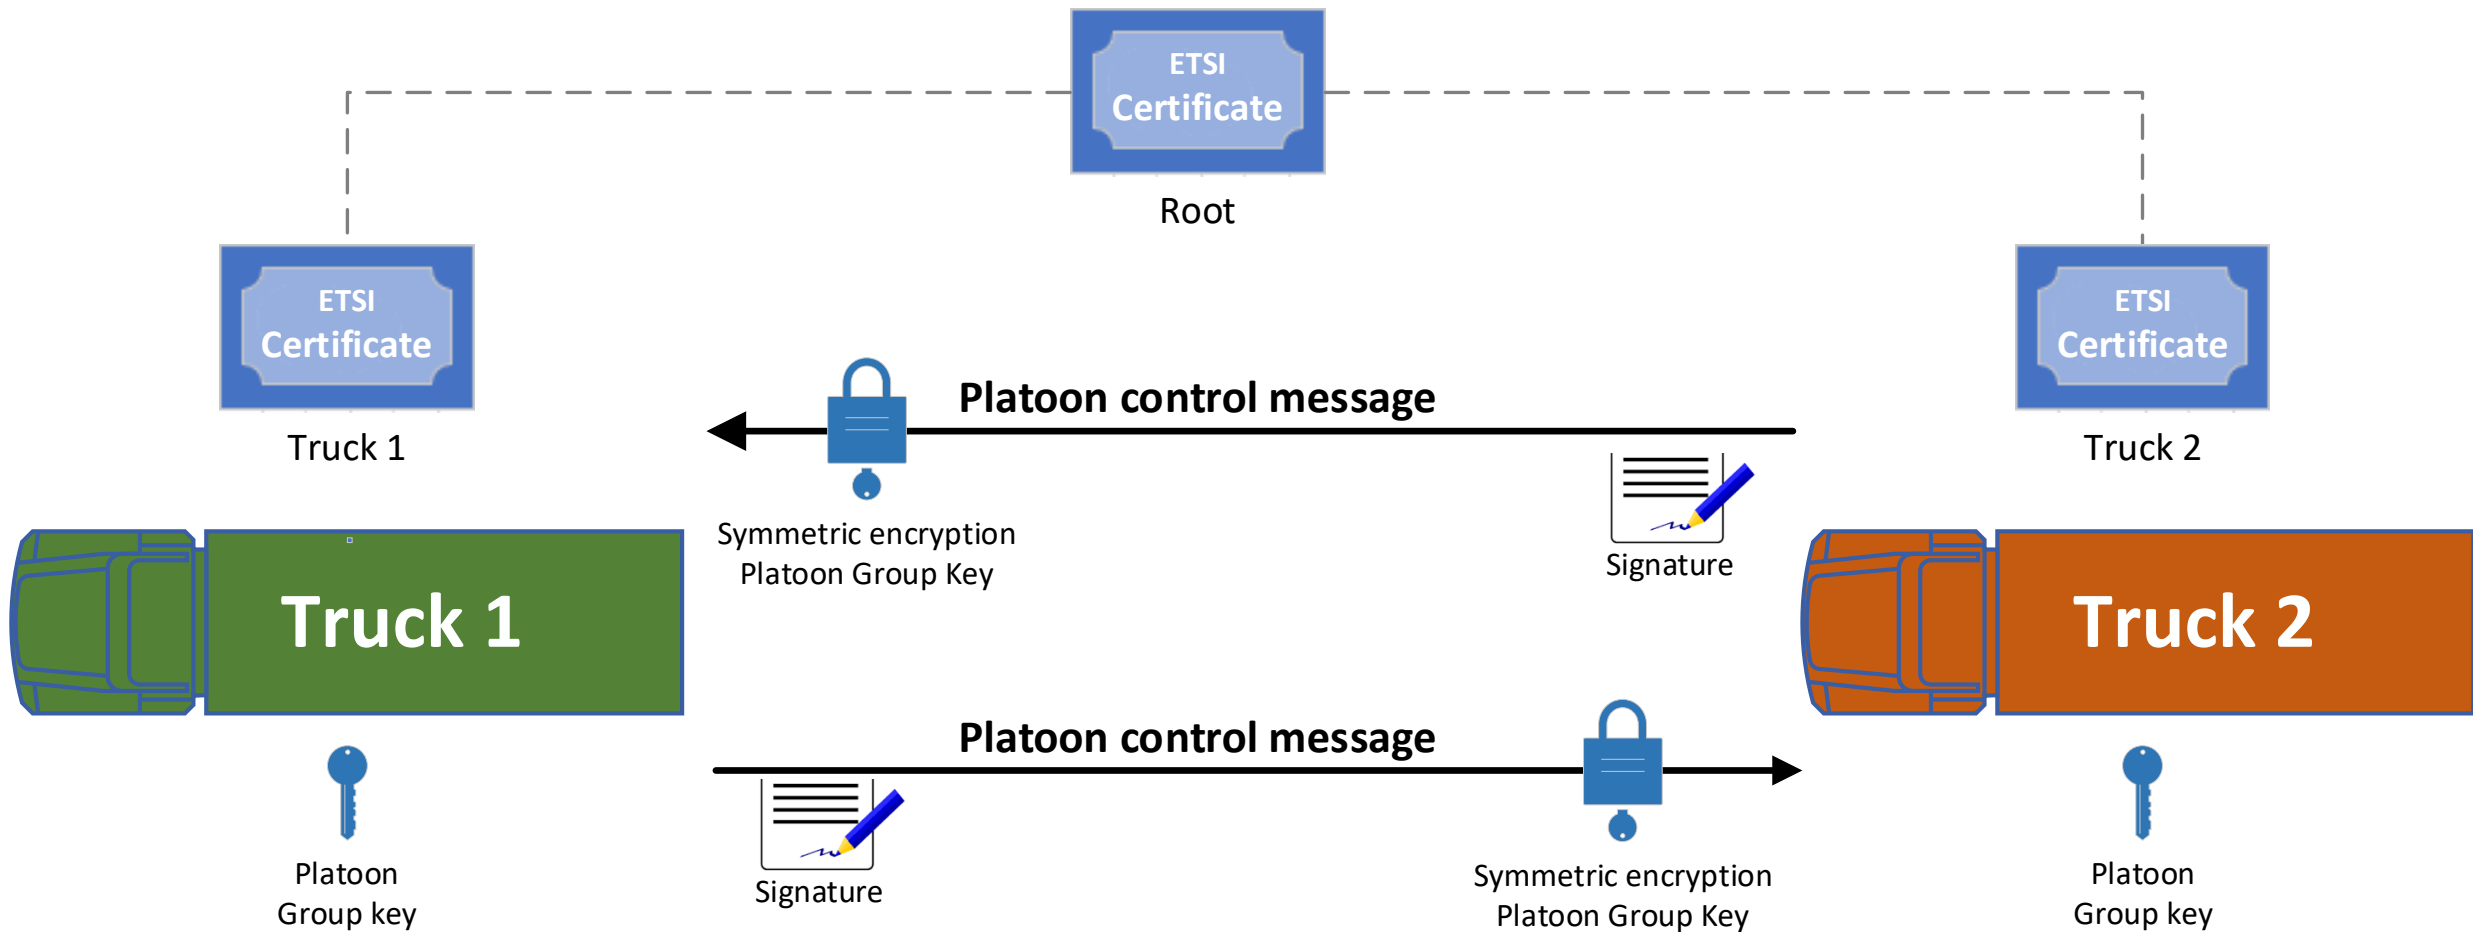 ETSI
Certificate
Root
ETSI
Certificate
Truck 1
ETSI
Certificate
Truck 2
Platoon control message
Symmetric encryption
Platoon Group Key
Signature
Truck 1
Truck 2
Platoon control message
Signature
Symmetric encryption
Platoon Group Key
Platoon
Group key
Platoon
Group key